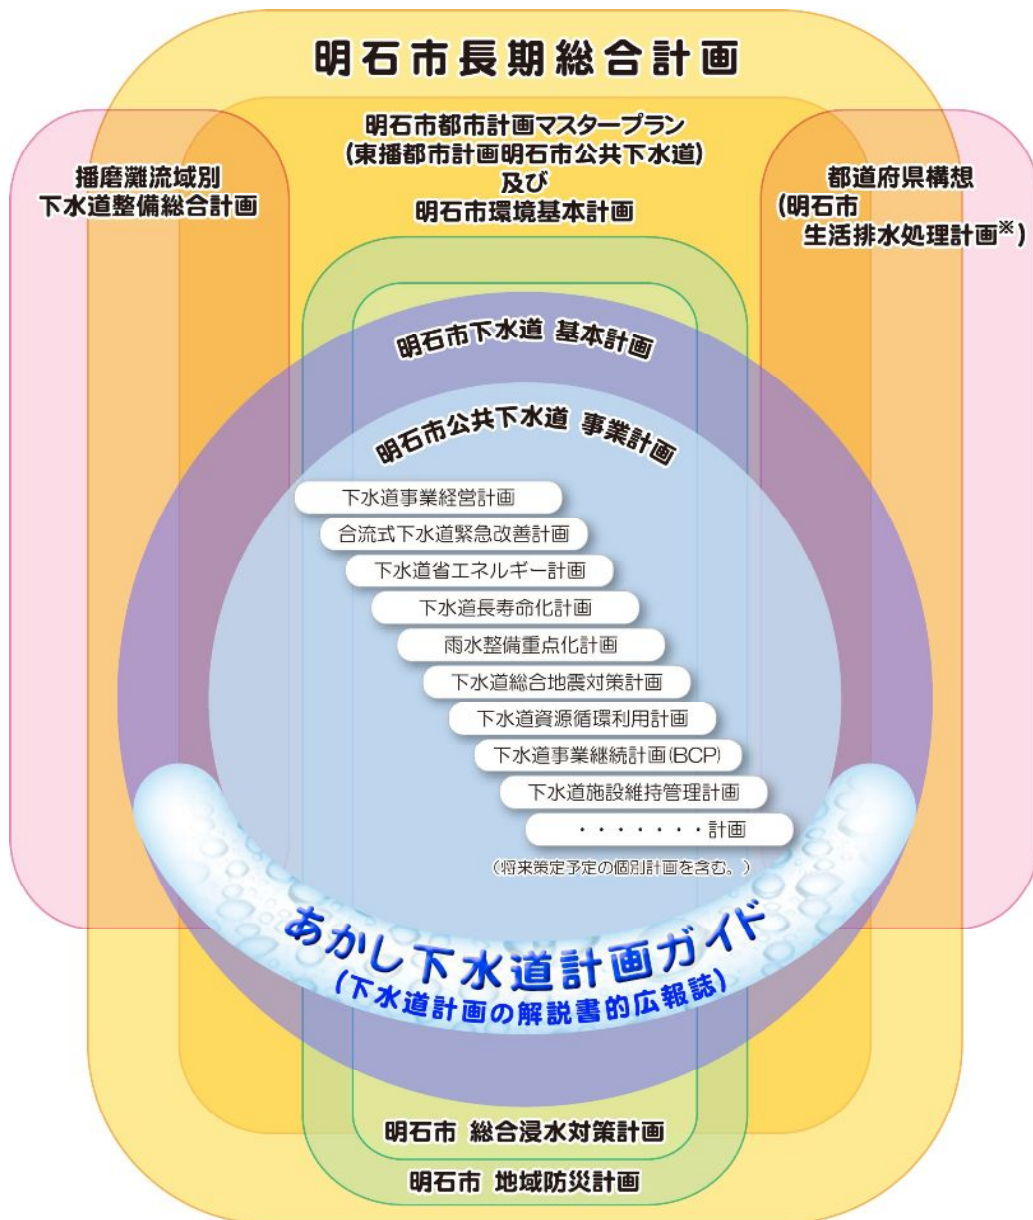 明石市長期総合計画
明石市都市計画マスタープラン
(東播都市計画明石市公共下水道)
及び
明石市環境基本計画
播磨灘流域別
下水道整備総合計画
都道府県構想
(明石市
生活排水処理計画※)
明石市下水道 基本計画
明石市公共下水道 事業計画
下水道事業経営計画
合流式下水道緊急改善計画
下水道省エネルギー計画
下水道長寿命化計画
雨水整備重点化計画
下水道総合地震対策計画
下水道資源循環利用計画
下水道事業継続計画(BCP)
下水道施設維持管理計画
・・・・・・・計画
(将来策定予定の個別計画を含む。)
あかし下水道計画ガイド
(下水道計画の解説書的広報誌)
明石市 総合浸水対策計画
明石市 地域防災計画